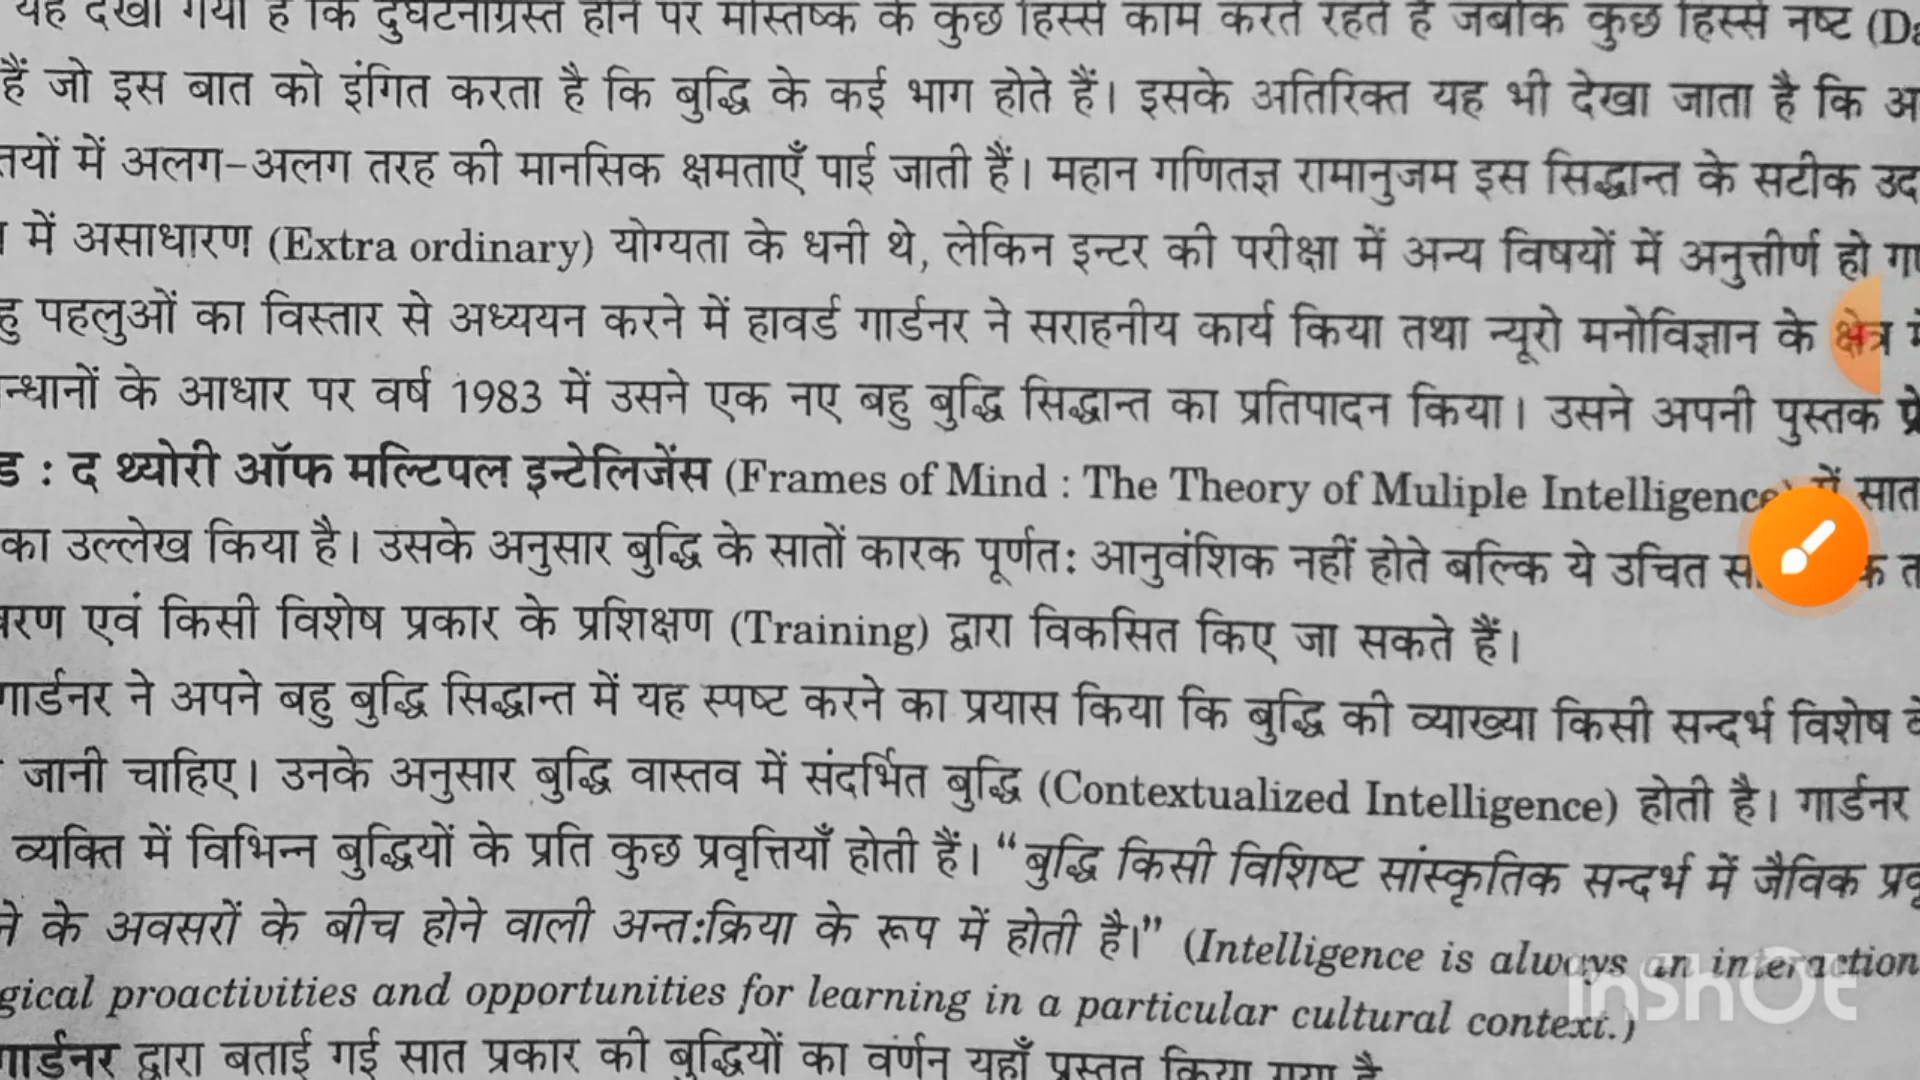 यह देखा गया है कि दुर्घटनाग्रस्त होने पर मस्तिष्क के कुछ हिस्से काम करते रहते हैं जबकि कुछ हिस्से नष्ट
हैं जो इस बात को इंगित करता है कि बुद्धि के कई भाग होते हैं। इसके अतिरिक्त यह भी देखा जाता है कि
में अलग-अलग तरह की मानसिक क्षमताएँ पाई जाती हैं। महान गणितज्ञ रामानुजम इस सिद्धान्त के सटीक
में असाधारण (Extra ordinary) योग्यता के धनी थे, लेकिन इन्टर की परीक्षा में अन्य विषयों में अनुत्तीर्ण हो
पहलुओं का विस्तार से अध्ययन करने में हावर्ड गार्डनर ने सराहनीय कार्य किया तथा न्यूरो मनोविज्ञान के क्षेत्र
के आधार पर वर्ष 1983 में उसने एक नए बहु बुद्धि सिद्धान्त का प्रतिपादन किया। उसने अपनी पुस्तक
: द थ्योरी ऑफ मल्टिपल इन्टेलिजेंस (Frames of Mind : The Theory of Muliple Intelligence) में सात
का उल्लेख किया है। उसके अनुसार बुद्धि के सातों कारक पूर्णत: आनुवंशिक नहीं होते बल्कि ये उचित
एवं किसी विशेष प्रकार के प्रशिक्षण (Training) द्वारा विकसित किए जा सकते हैं।
गार्डनर ने अपने बहु बुद्धि सिद्धान्त में यह स्पष्ट करने का प्रयास किया कि बुद्धि की व्याख्या किसी सन्दर्भ विशेष
जानी चाहिए। उनके अनुसार बुद्धि वास्तव में संदर्भित बुद्धि (Contextualized Intelligence) होती है। गार्डनर
व्यक्ति में विभिन्न बुद्धियों के प्रति कुछ प्रवृत्तियाँ होती हैं। “बुद्धि किसी विशिष्ट सांस्कृतिक सन्दर्भ में जैविक
के अवसरों के बीच होने वाली अन्त:क्रिया के रूप में होती है।” (Intelligence is always an interaction
gical proactivities and opportunities for learning in a particular cultural context.)
गार्डनर द्वारा बताई गई सात प्रकार की बुद्धियों का वर्णन यहाँ प्रस्तुत किया गया है
InShOt